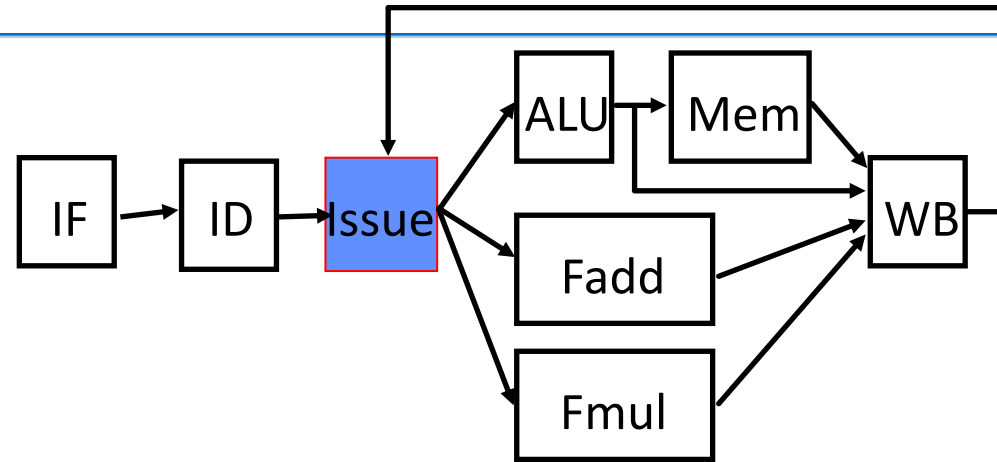 IF
ID
Issue
ALU
Mem
Fadd
Fmul
WB